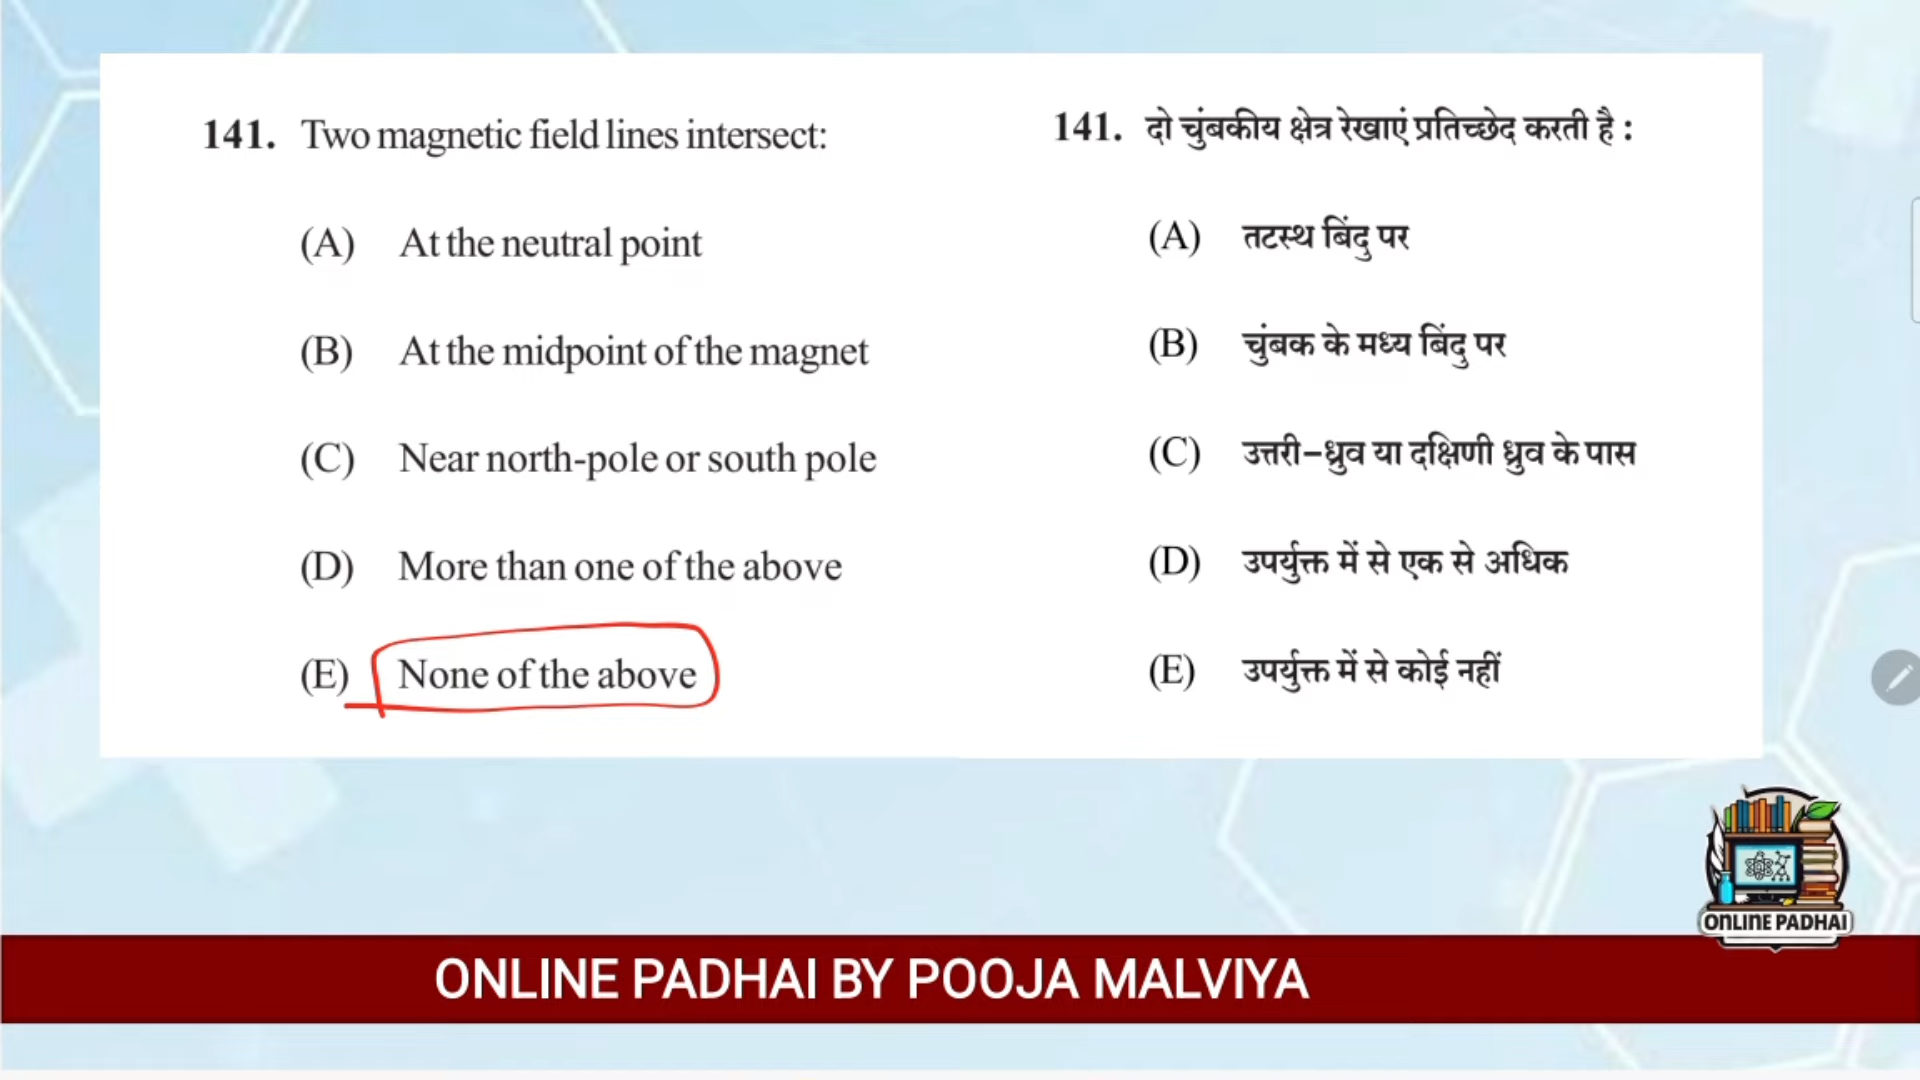 141. Two magnetic field lines intersect:
(A) At the neutral point
(B) At the midpoint of the magnet
(C) Near north-pole or south pole
(D) More than one of the above
(E) None of the above
141. दो चुंबकीय क्षेत्र रेखाएं प्रतिच्छेद करती है :
(A) तटस्थ बिंदु पर
(B) चुंबक के मध्य बिंदु पर
(C) उत्तरी-ध्रुव या दक्षिणी ध्रुव के पास
(D) उपर्युक्त में से एक से अधिक
(E) उपर्युक्त में से कोई नहीं
ONLINE PADHAI
ONLINE PADHAI BY POOJA MALVIYA